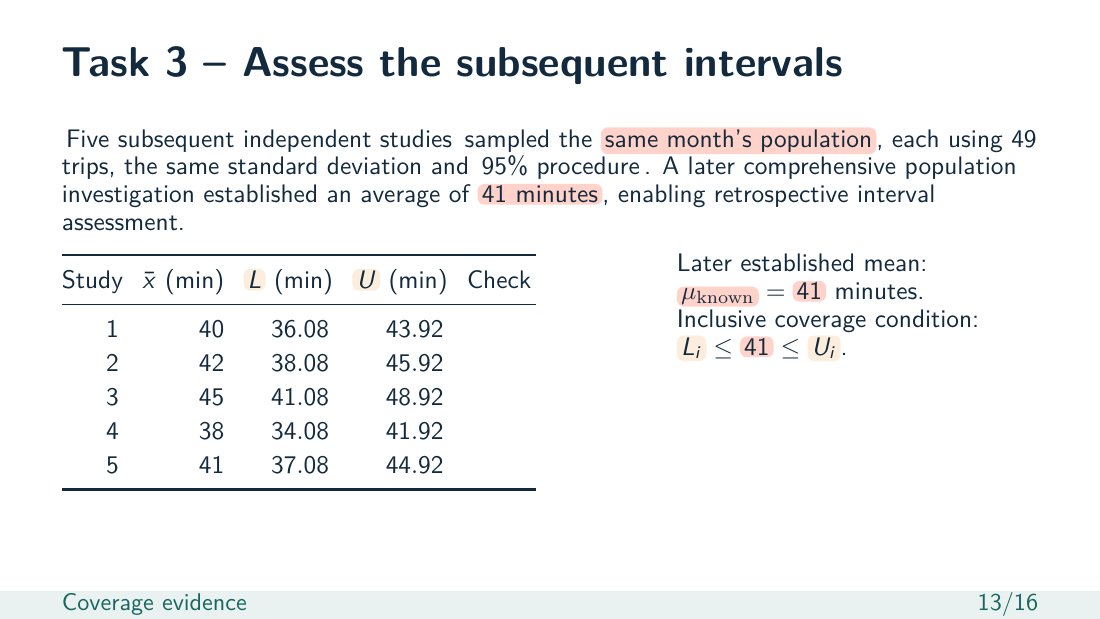 Task 3 – Assess the subsequent intervals
Five subsequent independent studies sampled the same month's population, each using 49
trips, the same standard deviation and 95% procedure. A later comprehensive population
investigation established an average of 41 minutes, enabling retrospective interval
assessment.
Study x̄ (min) L (min) U (min) Check
1 40 36.08 43.92
2 42 38.08 45.92
3 45 41.08 48.92
4 38 34.08 41.92
5 41 37.08 44.92
Later established mean:
μ_known = 41 minutes.
Inclusive coverage condition:
L_i ≤ 41 ≤ U_i.
Coverage evidence
13/16